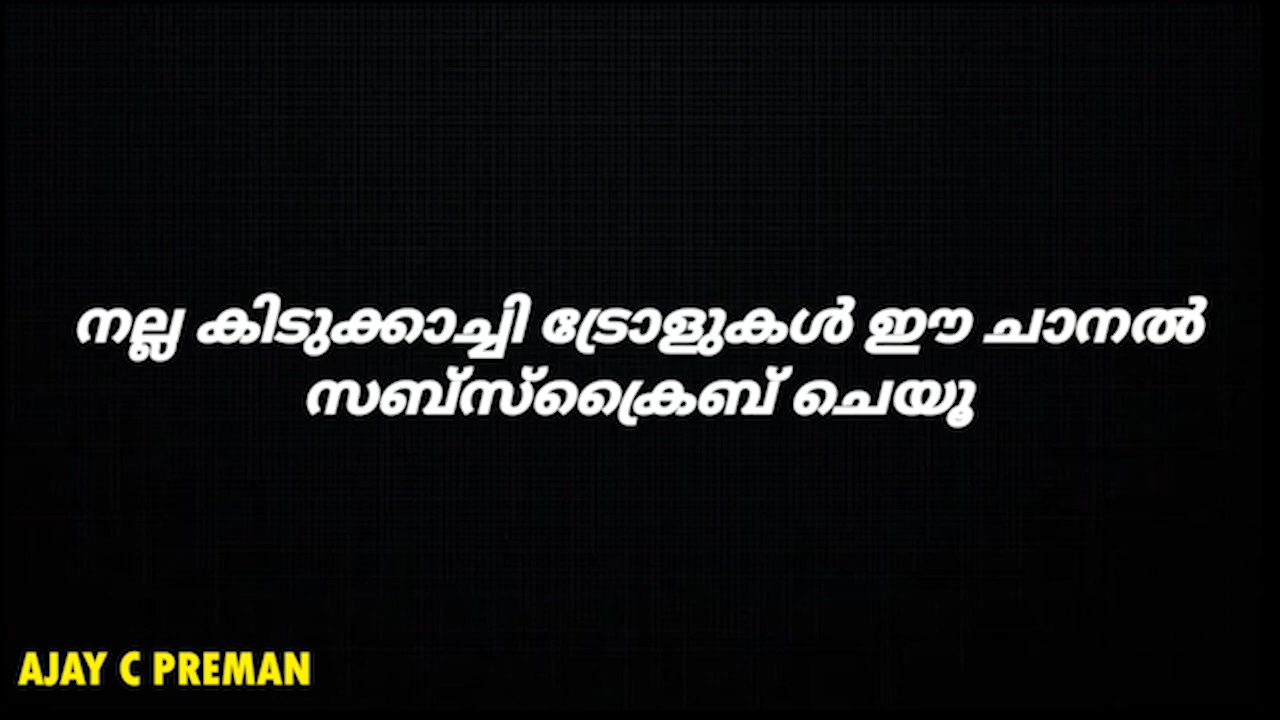 നല്ല കിടുക്കാച്ചി ട്രോളുകൾ ഈ ചാനൽ
സബ്സ്ക്രൈബ് ചെയൂ
AJAY C PREMAN